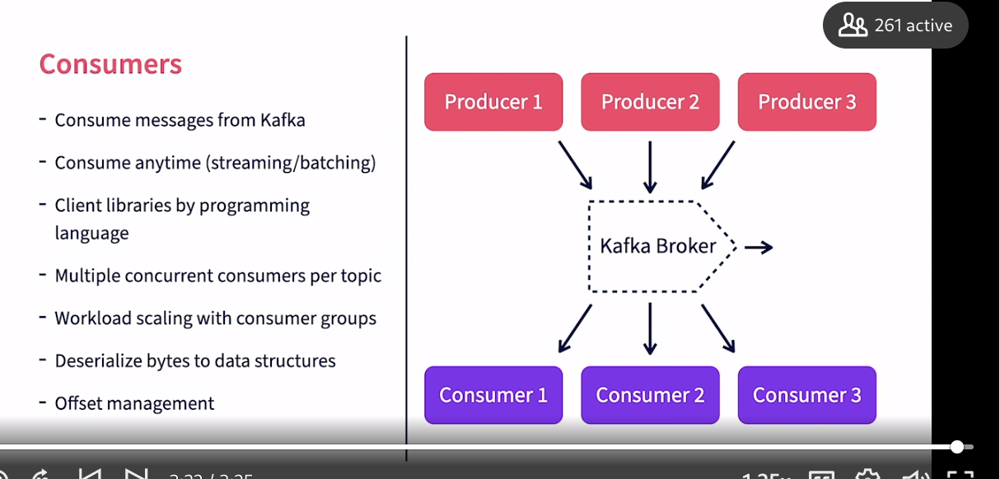 261 active
Consumers
- Consume messages from Kafka
- Consume anytime (streaming/batching)
- Client libraries by programming
language
- Multiple concurrent consumers per topic
- Workload scaling with consumer groups
- Deserialize bytes to data structures
- Offset management
Producer 1
Producer 2
Producer 3
Kafka Broker
Consumer 1
Consumer 2
Consumer 3